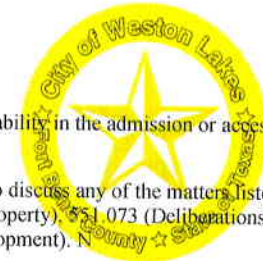 City of Weston Lakes
ability in the admission or acces
o discuss any of the matters liste
operty), 551.073 (Deliberations
opment). N
Fort Bend County ☆ State of Texas